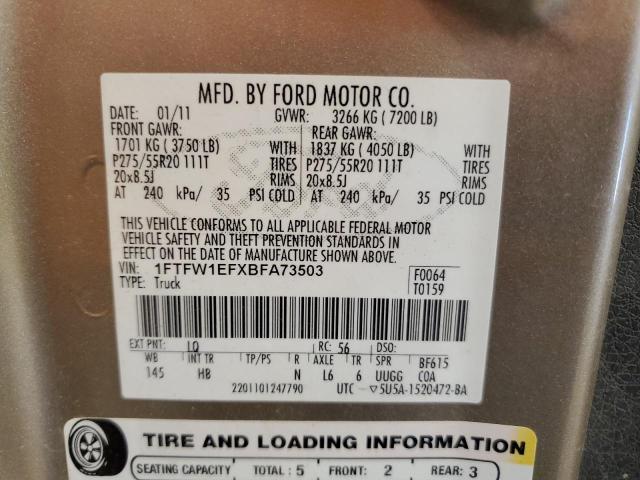 MFD. BY FORD MOTOR CO.
DATE: 01/11 GVWR: 3266 KG ( 7200 LB)
FRONT GAWR: REAR GAWR:
1701 KG ( 3750 LB) WITH 1837 KG ( 4050 LB) WITH
P275/55R20 111T TIRES P275/55R20 111T TIRES
20x8.5J RIMS 20x8.5J RIMS
AT 240 kPa/ 35 PSI COLD AT 240 kPa/ 35 PSI COLD
THIS VEHICLE CONFORMS TO ALL APPLICABLE FEDERAL MOTOR
VEHICLE SAFETY AND THEFT PREVENTION STANDARDS IN
EFFECT ON THE DATE OF MANUFACTURE SHOWN ABOVE.
VIN: 1FTFW1EFXBFA73503 F0064
TYPE: Truck T0159
EXT PNT: LQ RC: 56 DSO:
WB INT TR TP/PS R AXLE TR SPR BF615
145 HB N L6 6 UUGG COA
2201101247790 UTC ▽5U5A-1520472-BA
TIRE AND LOADING INFORMATION
SEATING CAPACITY TOTAL : 5 FRONT: 2 REAR: 3